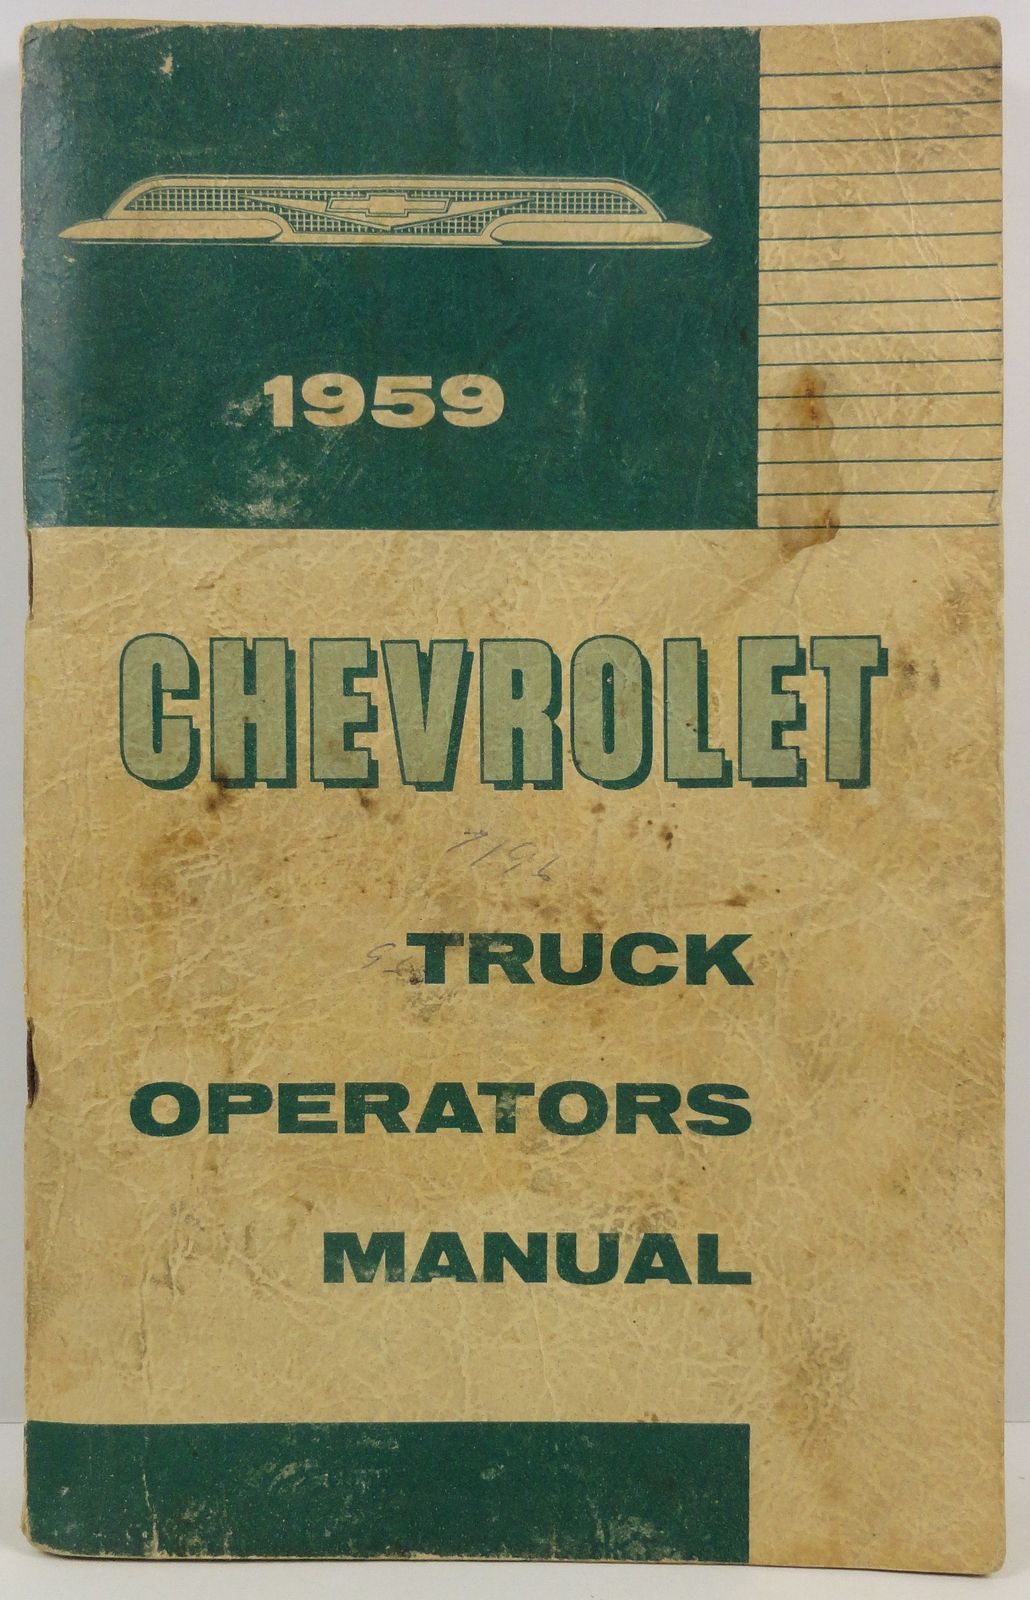 1959
CHEVROLET
TRUCK
OPERATORS
MANUAL